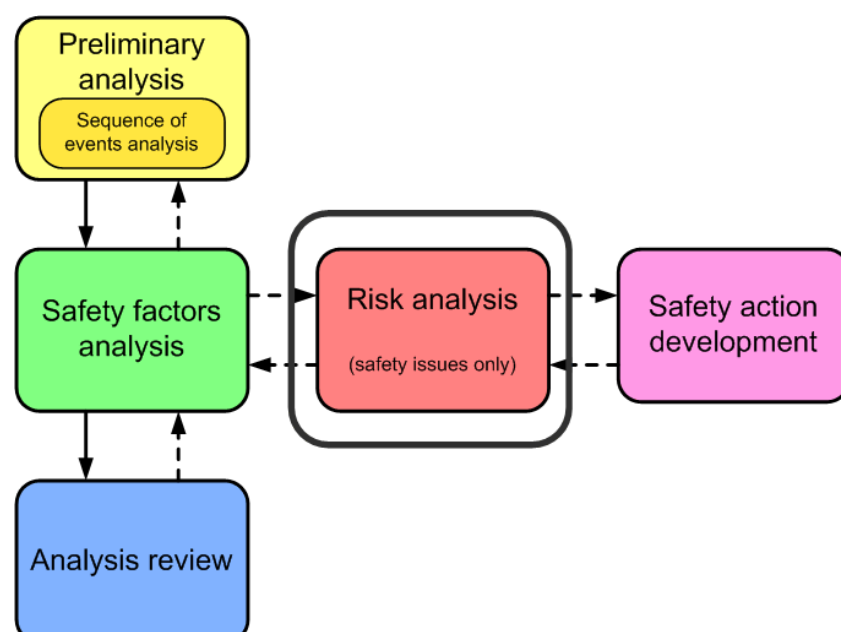 Preliminary
analysis
Sequence of
events analysis
Safety factors
analysis
Risk analysis
(safety issues only)
Safety action
development
Analysis review